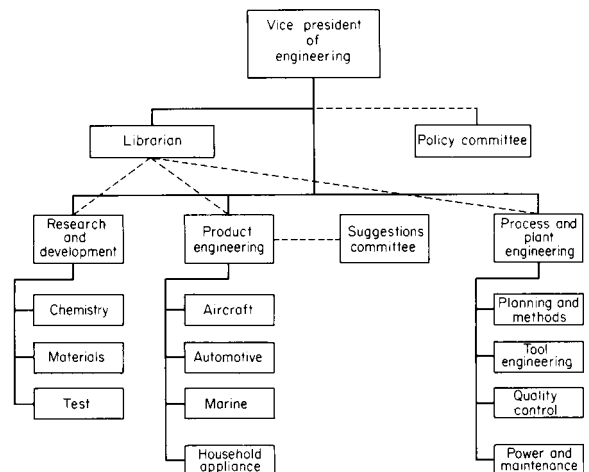 Vice president
of
engineering
Librarian
Policy committee
Research
and
development
Product
engineering
Suggestions
committee
Process and
plant
engineering
Chemistry
Aircraft
Planning and
methods
Materials
Automotive
Tool
engineering
Test
Marine
Quality
control
Household
appliance
Power and
maintenance